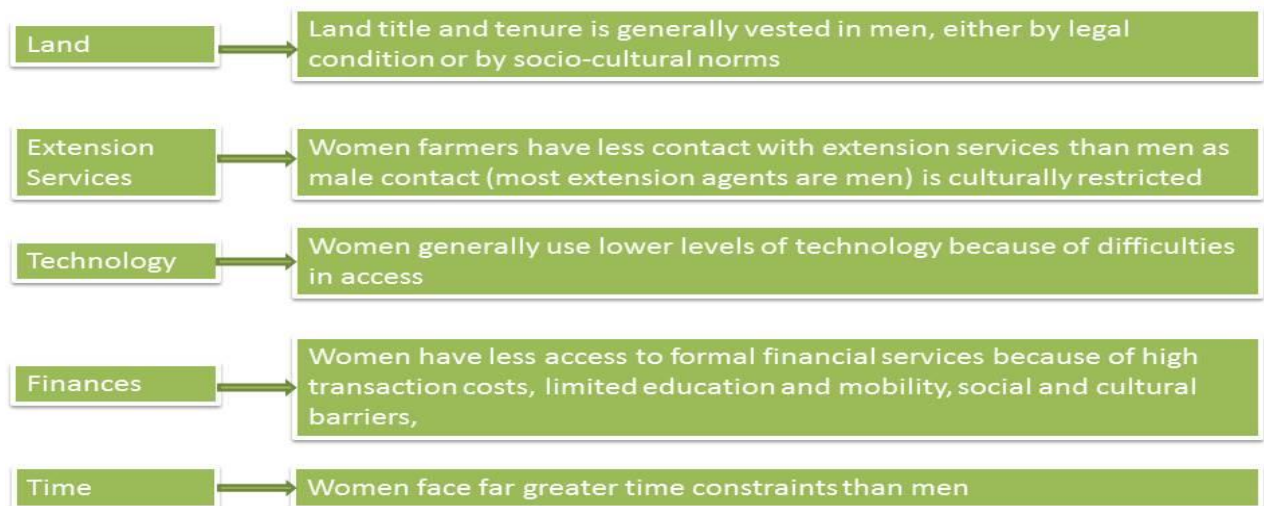 Land
Land title and tenure is generally vested in men, either by legal
condition or by socio-cultural norms
Extension
Services
Women farmers have less contact with extension services than men as
male contact (most extension agents are men) is culturally restricted
Technology
Women generally use lower levels of technology because of difficulties
in access
Finances
Women have less access to formal financial services because of high
transaction costs, limited education and mobility, social and cultural
barriers,
Time
Women face far greater time constraints than men